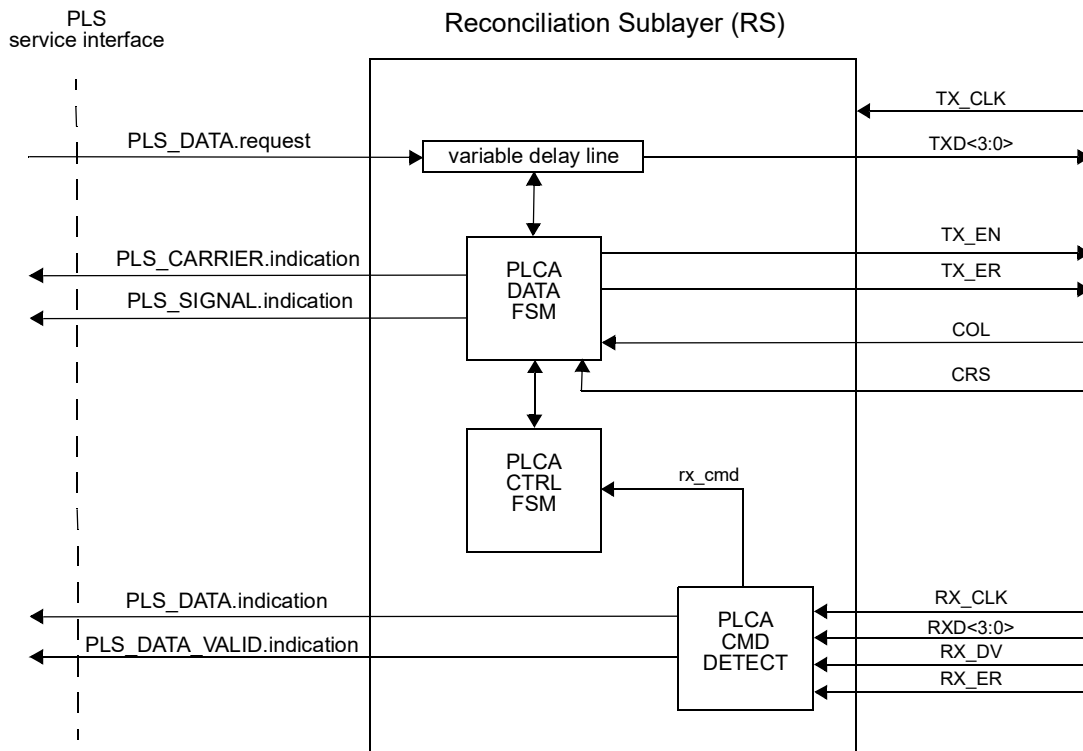 PLS
service interface
Reconciliation Sublayer (RS)
TX_CLK
PLS_DATA.request
variable delay line
TXD<3:0>
PLS_CARRIER.indication
PLS_SIGNAL.indication
PLCA
DATA
FSM
TX_EN
TX_ER
COL
CRS
PLCA
CTRL
FSM
rx_cmd
PLS_DATA.indication
PLS_DATA_VALID.indication
PLCA
CMD
DETECT
RX_CLK
RXD<3:0>
RX_DV
RX_ER